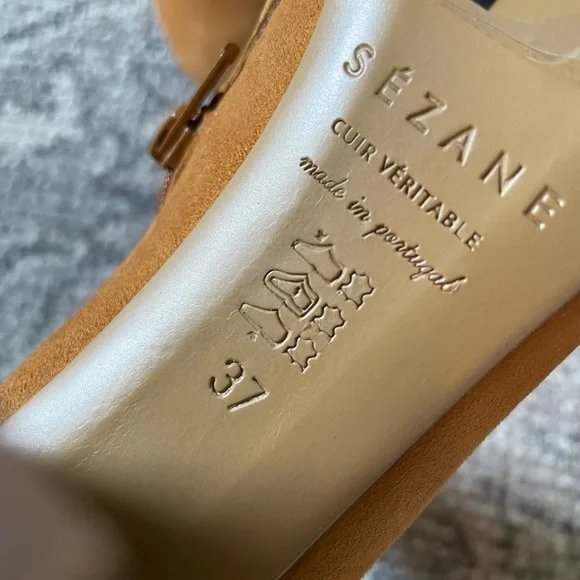 SÉZANE
CUIR VÉRITABLE
made in portugal
37